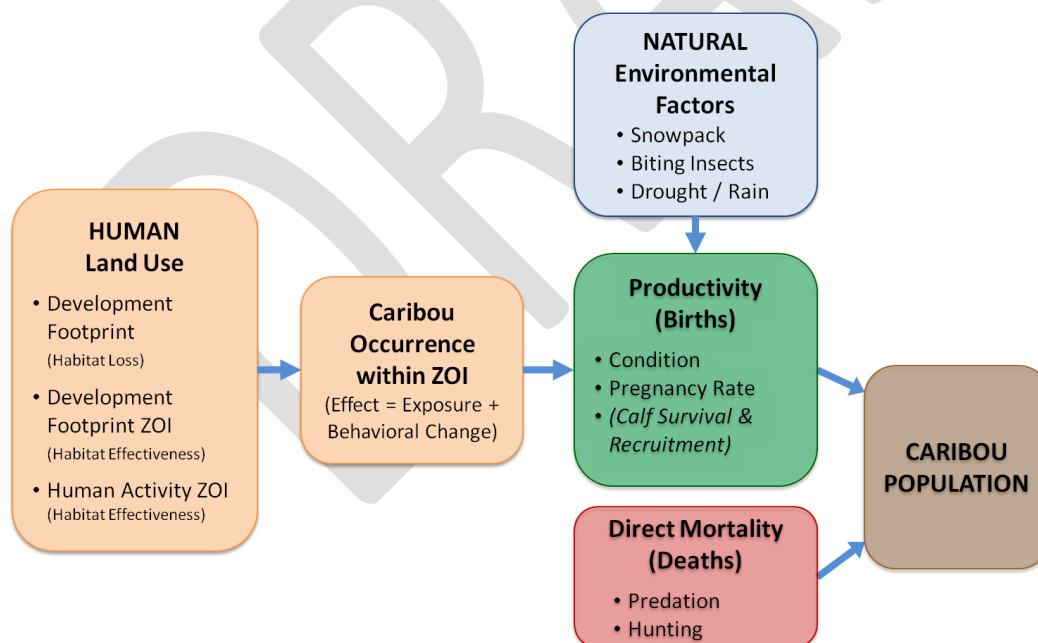 NATURAL
Environmental
Factors
• Snowpack
• Biting Insects
• Drought / Rain
HUMAN
Land Use
• Development
Footprint
(Habitat Loss)
• Development
Footprint ZOI
(Habitat Effectiveness)
• Human Activity ZOI
(Habitat Effectiveness)
Caribou
Occurrence
within ZOI
(Effect = Exposure +
Behavioral Change)
Productivity
(Births)
• Condition
• Pregnancy Rate
• (Calf Survival &
Recruitment)
Direct Mortality
(Deaths)
• Predation
• Hunting
CARIBOU
POPULATION